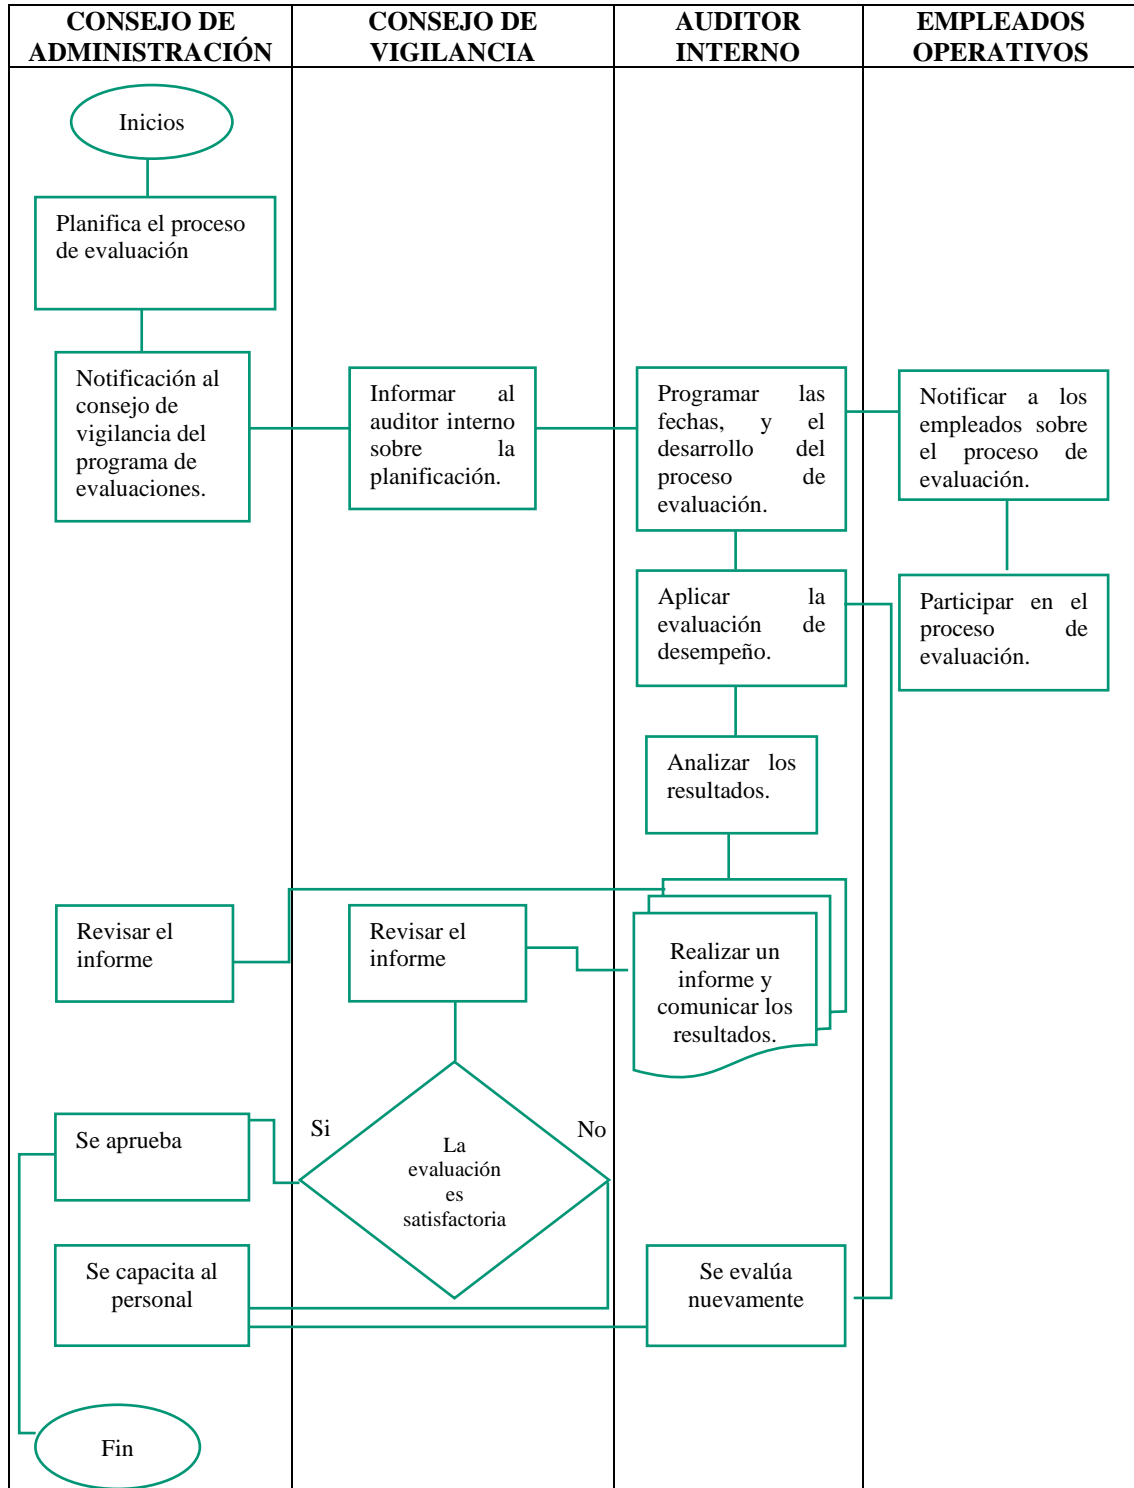 CONSEJO DE
ADMINISTRACIÓN
CONSEJO DE
VIGILANCIA
AUDITOR
INTERNO
EMPLEADOS
OPERATIVOS
Inicios
Planifica el proceso
de evaluación
Notificación al
consejo de
vigilancia del
programa de
evaluaciones.
Informar al
auditor interno
sobre la
planificación.
Programar las
fechas, y el
desarrollo del
proceso de
evaluación.
Notificar a los
empleados sobre
el proceso de
evaluación.
Aplicar la
evaluación de
desempeño.
Participar en el
proceso de
evaluación.
Analizar los
resultados.
Revisar el
informe
Revisar el
informe
Realizar un
informe y
comunicar los
resultados.
Se aprueba
Si
La
evaluación
es
satisfactoria
No
Se capacita al
personal
Se evalúa
nuevamente
Fin